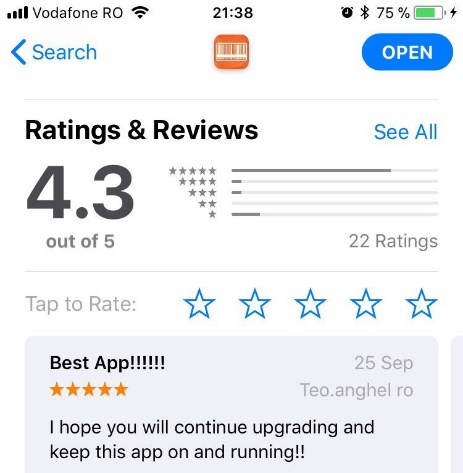 Vodafone RO 21:38 75 %
Search OPEN
Ratings & Reviews See All
4.3
out of 5 22 Ratings
Tap to Rate:
Best App!!!!!! 25 Sep
Teo.anghel ro
I hope you will continue upgrading and
keep this app on and running!!